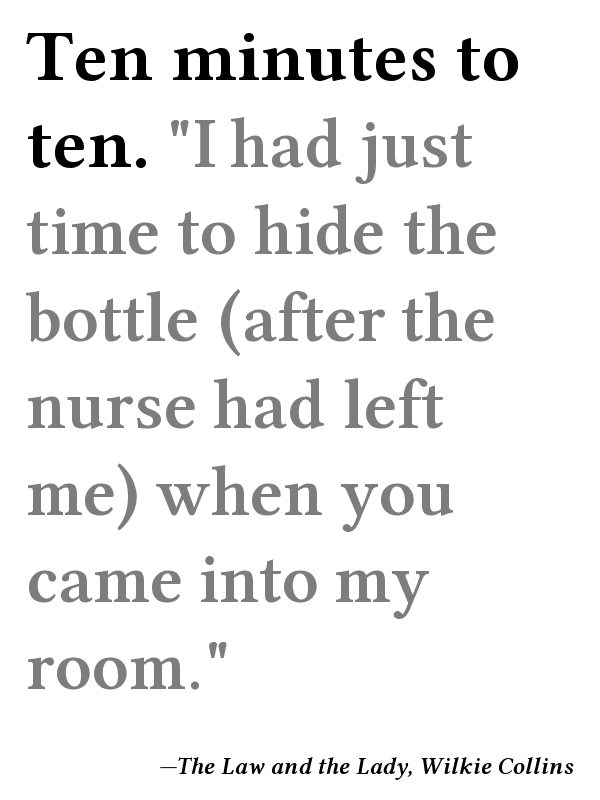 Ten minutes to
ten. "I had just
time to hide the
bottle (after the
nurse had left
me) when you
came into my
room."
—The Law and the Lady, Wilkie Collins